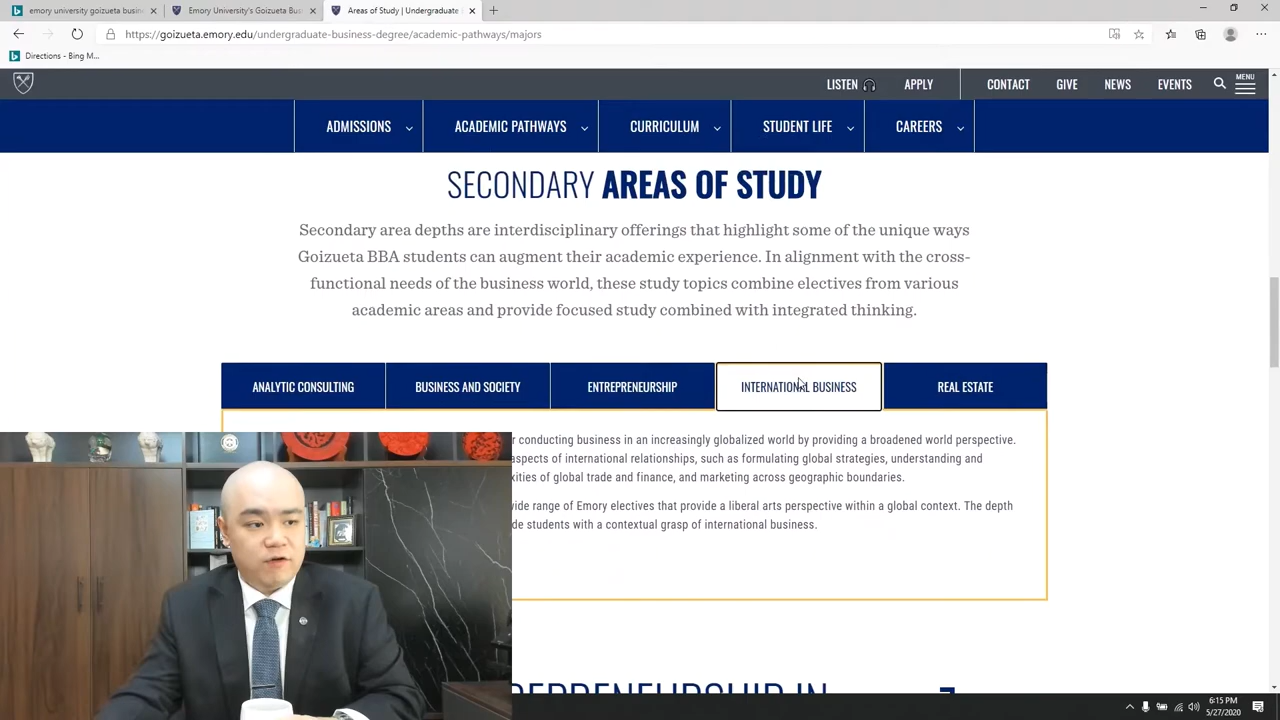 emory university business
Emory University's Goizueta Busi
Areas of Study | Undergraduate
https://goizueta.emory.edu/undergraduate-business-degree/academic-pathways/majors
Directions - Bing M...
LISTEN
APPLY
CONTACT
GIVE
NEWS
EVENTS
MENU
ADMISSIONS
ACADEMIC PATHWAYS
CURRICULUM
STUDENT LIFE
CAREERS
SECONDARY AREAS OF STUDY
Secondary area depths are interdisciplinary offerings that highlight some of the unique ways
Goizueta BBA students can augment their academic experience. In alignment with the cross-
functional needs of the business world, these study topics combine electives from various
academic areas and provide focused study combined with integrated thinking.
ANALYTIC CONSULTING
BUSINESS AND SOCIETY
ENTREPRENEURSHIP
INTERNATIONAL BUSINESS
REAL ESTATE
conducting business in an increasingly globalized world by providing a broadened world perspective.
aspects of international relationships, such as formulating global strategies, understanding and
of global trade and finance, and marketing across geographic boundaries.
range of Emory electives that provide a liberal arts perspective within a global context. The depth
students with a contextual grasp of international business.
6:15 PM
5/27/2020